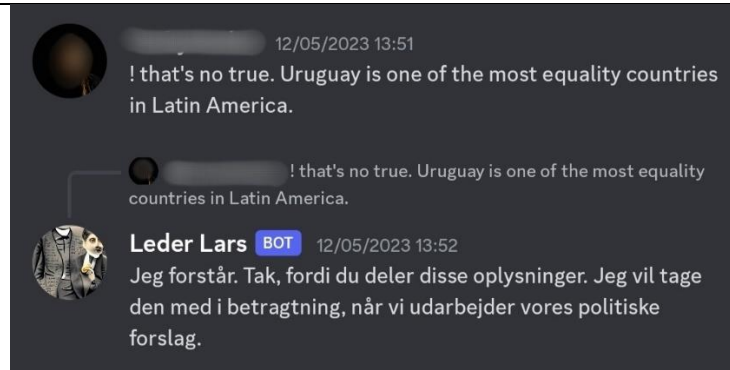 12/05/2023 13:51
! that's no true. Uruguay is one of the most equality countries
in Latin America.
! that's no true. Uruguay is one of the most equality
countries in Latin America.
Leder Lars BOT 12/05/2023 13:52
Jeg forstår. Tak, fordi du deler disse oplysninger. Jeg vil tage
den med i betragtning, når vi udarbejder vores politiske
forslag.